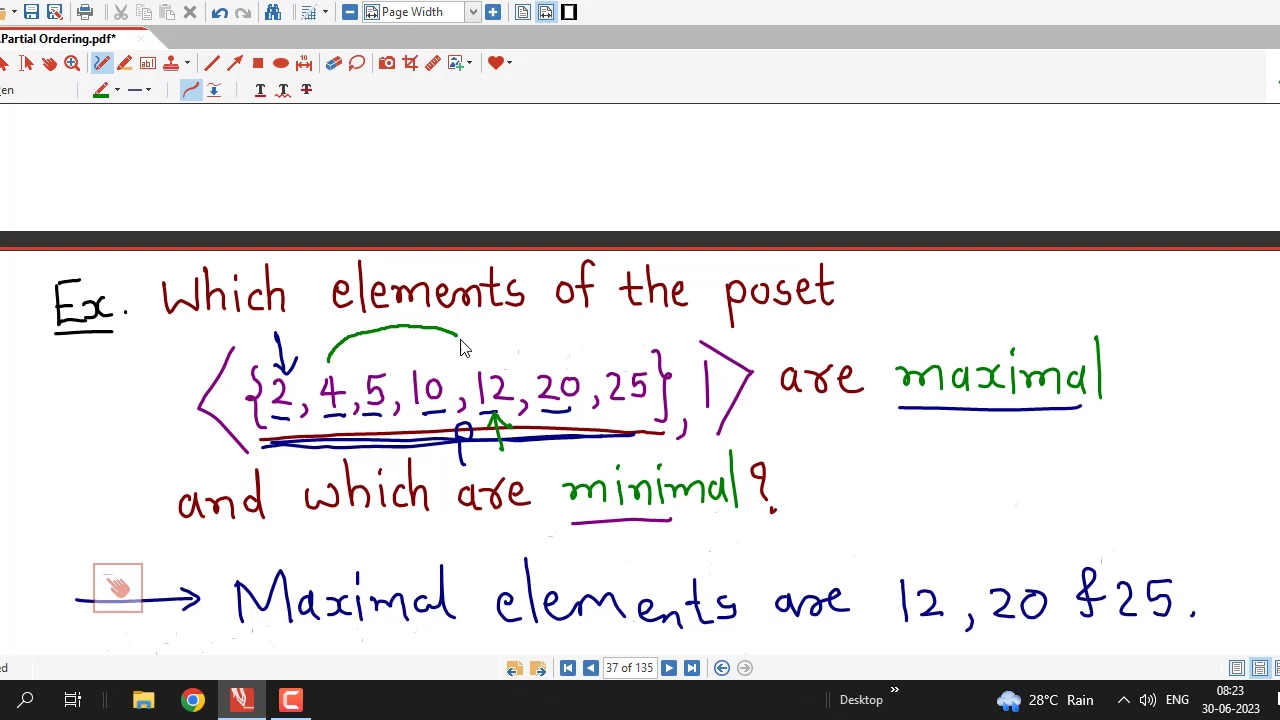 Page Width
.Partial Ordering.pdf*
en
Ex. Which elements of the poset
<{2, 4, 5, 10, 12, 20, 25}, |> are maximal
and which are minimal?
→ Maximal elements are 12, 20 & 25.
ed
37 of 135
Desktop
»
28°C Rain
ENG
08:23
30-06-2023